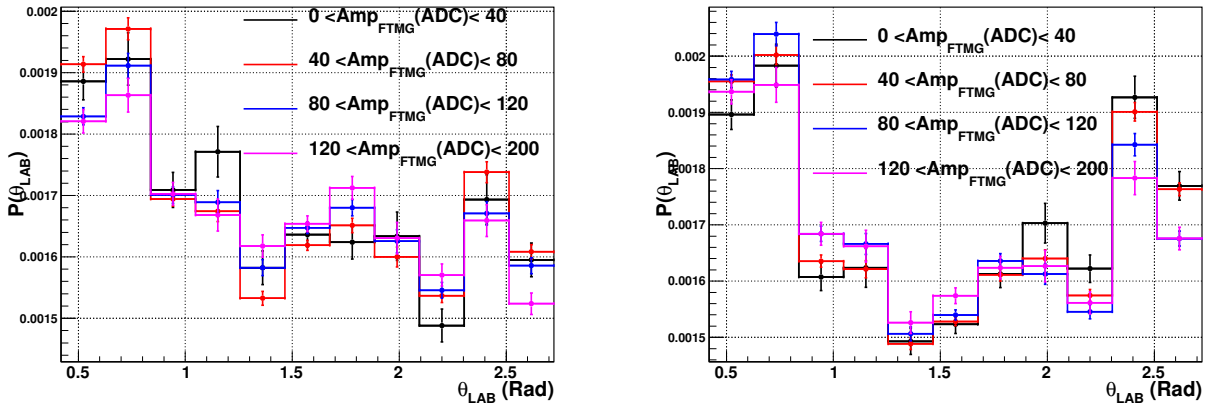 0.002
0.0019
0.0018
0.0017
0.0016
0.0015
P(θ_LAB)
0 <Amp_FTMG(ADC)< 40
40 <Amp_FTMG(ADC)< 80
80 <Amp_FTMG(ADC)< 120
120 <Amp_FTMG(ADC)< 200
0.5 1 1.5 2 2.5
θ_LAB (Rad)
0.002
0.0019
0.0018
0.0017
0.0016
0.0015
P(θ_LAB)
0 <Amp_FTMG(ADC)< 40
40 <Amp_FTMG(ADC)< 80
80 <Amp_FTMG(ADC)< 120
120 <Amp_FTMG(ADC)< 200
0.5 1 1.5 2 2.5
θ_LAB (Rad)